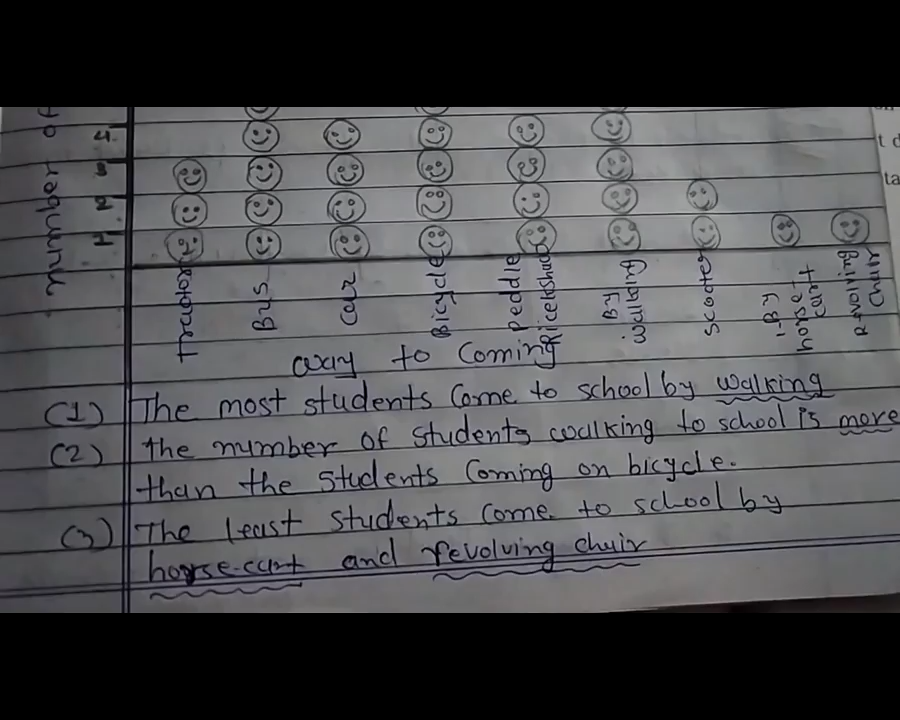 number of
4
3
2
1
Tractor
Bus
Car
Bicycle
Peddle
Ricekshaw
By
walking
scooter
By
horse
cart
Revolving
Chair
way to coming
(1) The most students come to school by walking
(2) the number of students walking to school is more
than the students coming on bicycle.
(3) The least students come to school by
horse-cart and revolving chair